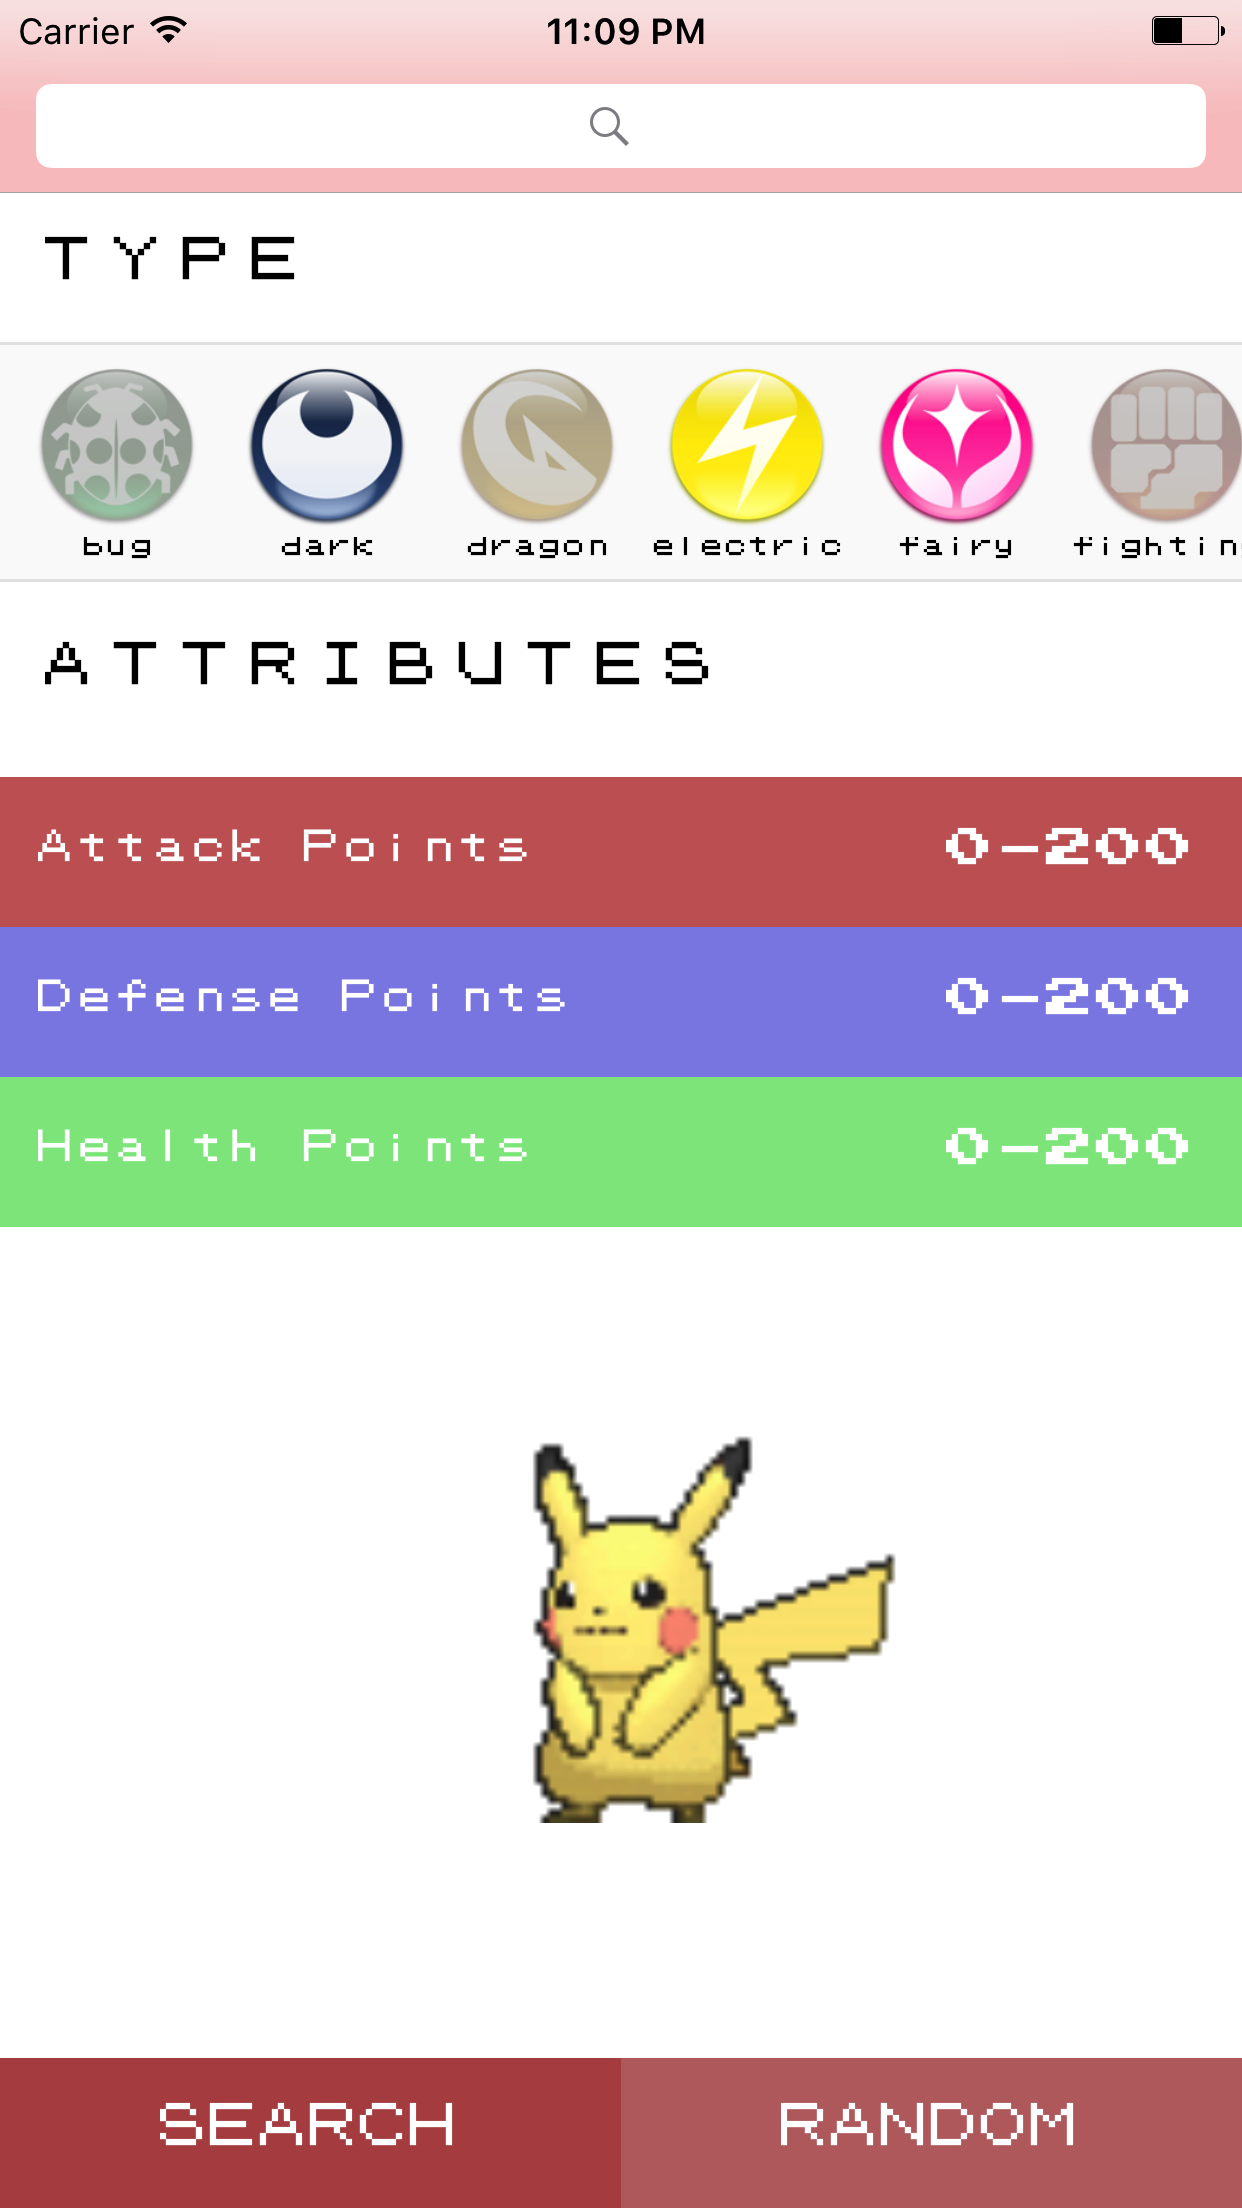 Carrier 11:09 PM
TYPE
bug dark dragon electric fairy fightin
ATTRIBUTES
Attack Points 0-200
Defense Points 0-200
Health Points 0-200
SEARCH RANDOM